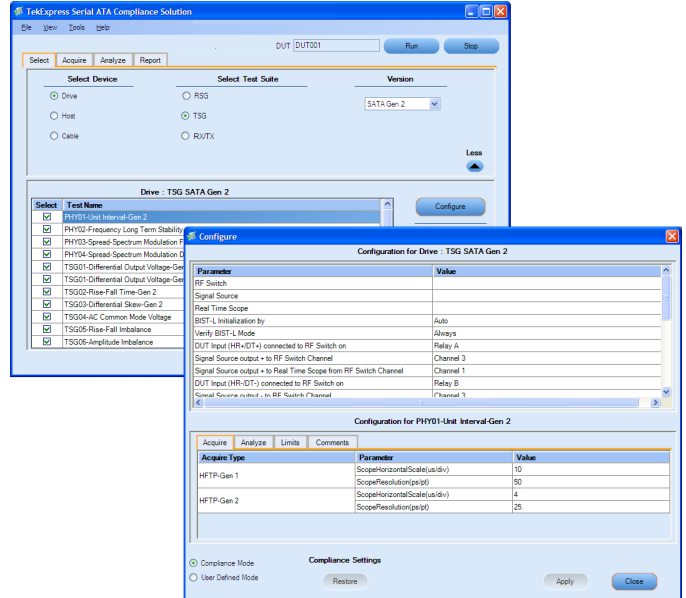 TekExpress Serial ATA Compliance Solution
File View Tools Help
DUT DUT001 Run Stop
Select Acquire Analyze Report
Select Device Select Test Suite Version
Drive RSG SATA Gen 2
Host TSG
Cable RX/TX
Less
Drive : TSG SATA Gen 2
Select Test Name Configure
PHY01-Unit Interval-Gen 2
PHY02-Frequency Long Term Stability
PHY03-Spread-Spectrum Modulation F
PHY04-Spread-Spectrum Modulation D
TSG01-Differential Output Voltage-Ger
TSG01-Differential Output Voltage-Ger
TSG02-Rise-Fall Time-Gen 2
TSG03-Differential Skew-Gen 2
TSG04-AC Common Mode Voltage
TSG05-Rise-Fall Imbalance
TSG06-Amplitude Imbalance
Configure
Configuration for Drive : TSG SATA Gen 2
Parameter Value
RF Switch
Signal Source
Real Time Scope
BIST-L Initialization by Auto
Verify BIST-L Mode Always
DUT Input (HR+/DT+) connected to RF Switch on Relay A
Signal Source output + to RF Switch Channel Channel 3
Signal Source output + to Real Time Scope from RF Switch Channel Channel 1
DUT Input (HR-/DT-) connected to RF Switch on Relay B
Signal Source output - to RF Switch Channel Channel 3
Configuration for PHY01-Unit Interval-Gen 2
Acquire Analyze Limits Comments
Acquire Type Parameter Value
HFTP-Gen 1 ScopeHorizontalScale(us/div) 10
ScopeResolution(ps/pt) 50
HFTP-Gen 2 ScopeHorizontalScale(us/div) 4
ScopeResolution(ps/pt) 25
Compliance Mode Compliance Settings
User Defined Mode Restore Apply Close